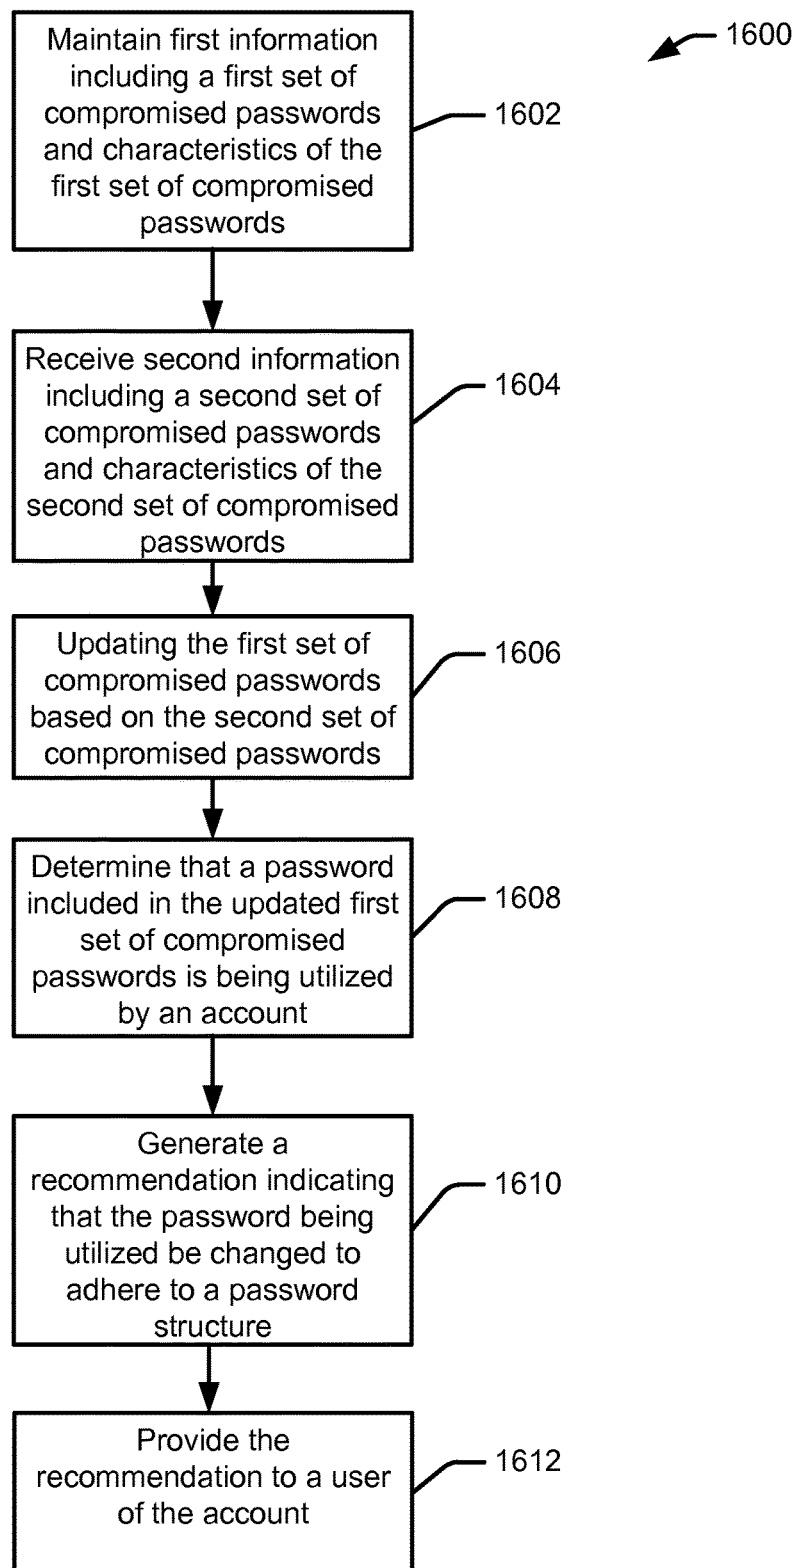 1600
Maintain first information
including a first set of
compromised passwords
and characteristics of the
first set of compromised
passwords
1602
Receive second information
including a second set of
compromised passwords
and characteristics of the
second set of compromised
passwords
1604
Updating the first set of
compromised passwords
based on the second set of
compromised passwords
1606
Determine that a password
included in the updated first
set of compromised
passwords is being utilized
by an account
1608
Generate a
recommendation indicating
that the password being
utilized be changed to
adhere to a password
structure
1610
Provide the
recommendation to a user
of the account
1612